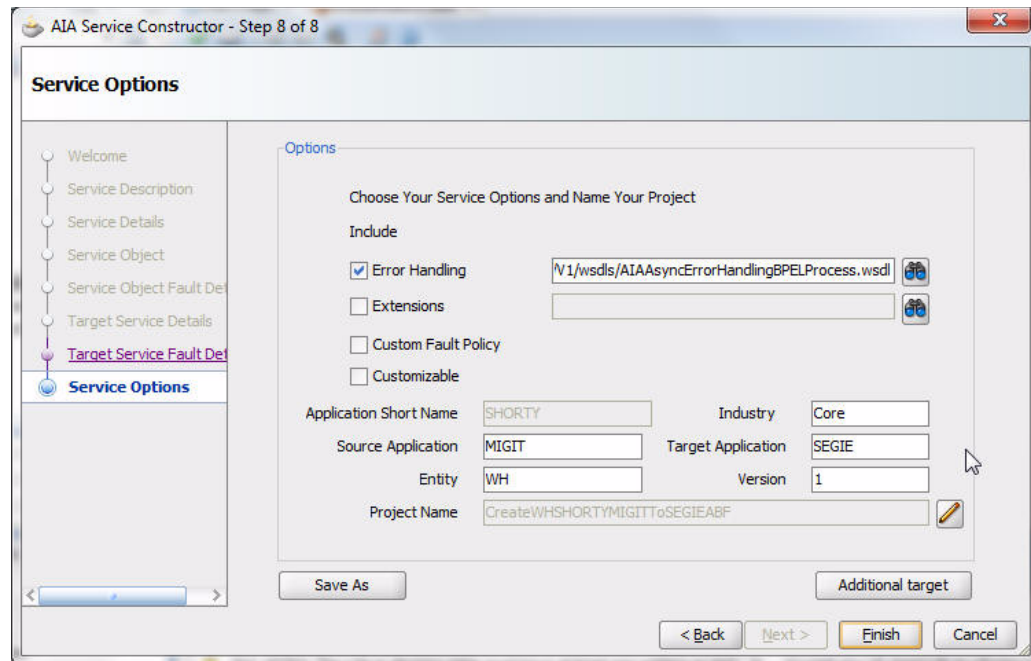 AIA Service Constructor - Step 8 of 8
Service Options
Welcome
Service Description
Service Details
Service Object
Service Object Fault Det
Target Service Details
Target Service Fault Det
Service Options
Options
Choose Your Service Options and Name Your Project
Include
Error Handling
V1/wsdls/AIAAsyncErrorHandlingBPELProcess.wsdl
Extensions
Custom Fault Policy
Customizable
Application Short Name SHORTY Industry Core
Source Application MIGIT Target Application SEGIE
Entity WH Version 1
Project Name CreateWHSHORTYMIGITToSEGIEABF
Save As Additional target
< Back Next > Finish Cancel